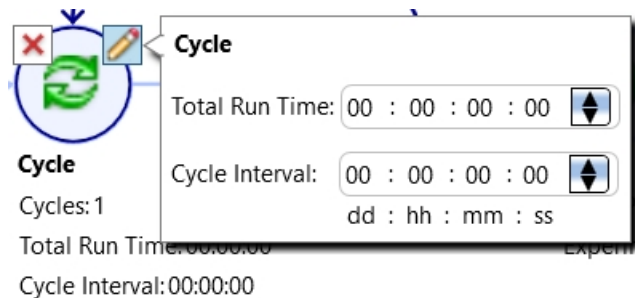 Cycle
Total Run Time: 00 : 00 : 00 : 00
Cycle Interval: 00 : 00 : 00 : 00
dd : hh : mm : ss
Cycle
Cycles: 1
Total Run Time: 00:00:00
Cycle Interval: 00:00:00